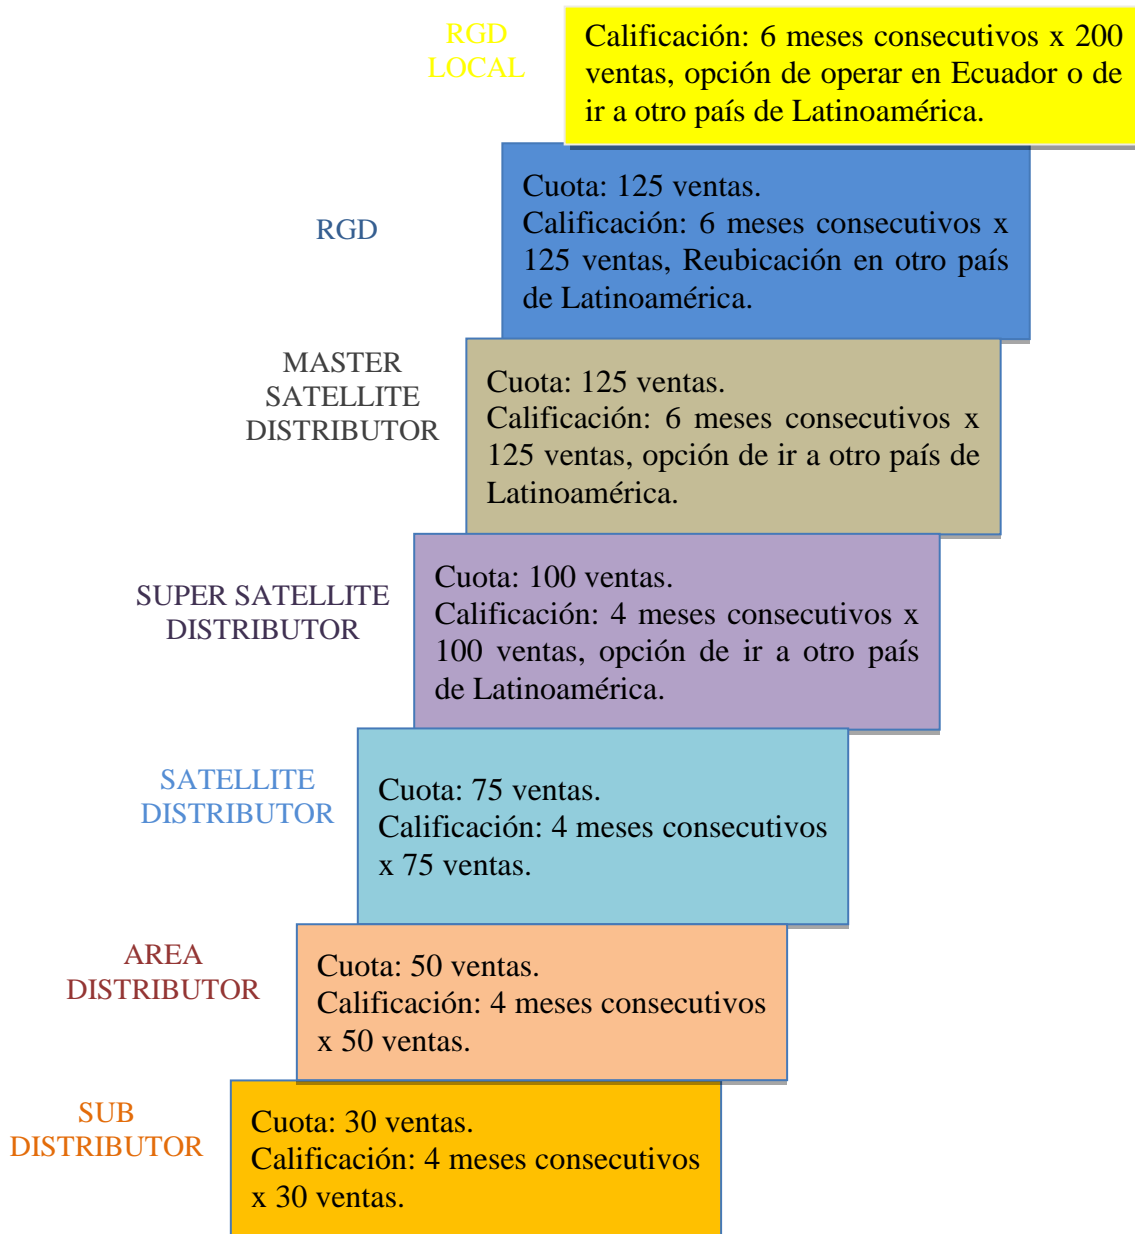 RGD
LOCAL
Calificación: 6 meses consecutivos x 200
ventas, opción de operar en Ecuador o de
ir a otro país de Latinoamérica.
RGD
Cuota: 125 ventas.
Calificación: 6 meses consecutivos x
125 ventas, Reubicación en otro país
de Latinoamérica.
MASTER
SATELLITE
DISTRIBUTOR
Cuota: 125 ventas.
Calificación: 6 meses consecutivos x
125 ventas, opción de ir a otro país de
Latinoamérica.
SUPER SATELLITE
DISTRIBUTOR
Cuota: 100 ventas.
Calificación: 4 meses consecutivos x
100 ventas, opción de ir a otro país
de Latinoamérica.
SATELLITE
DISTRIBUTOR
Cuota: 75 ventas.
Calificación: 4 meses consecutivos
x 75 ventas.
AREA
DISTRIBUTOR
Cuota: 50 ventas.
Calificación: 4 meses consecutivos
x 50 ventas.
SUB
DISTRIBUTOR
Cuota: 30 ventas.
Calificación: 4 meses consecutivos
x 30 ventas.